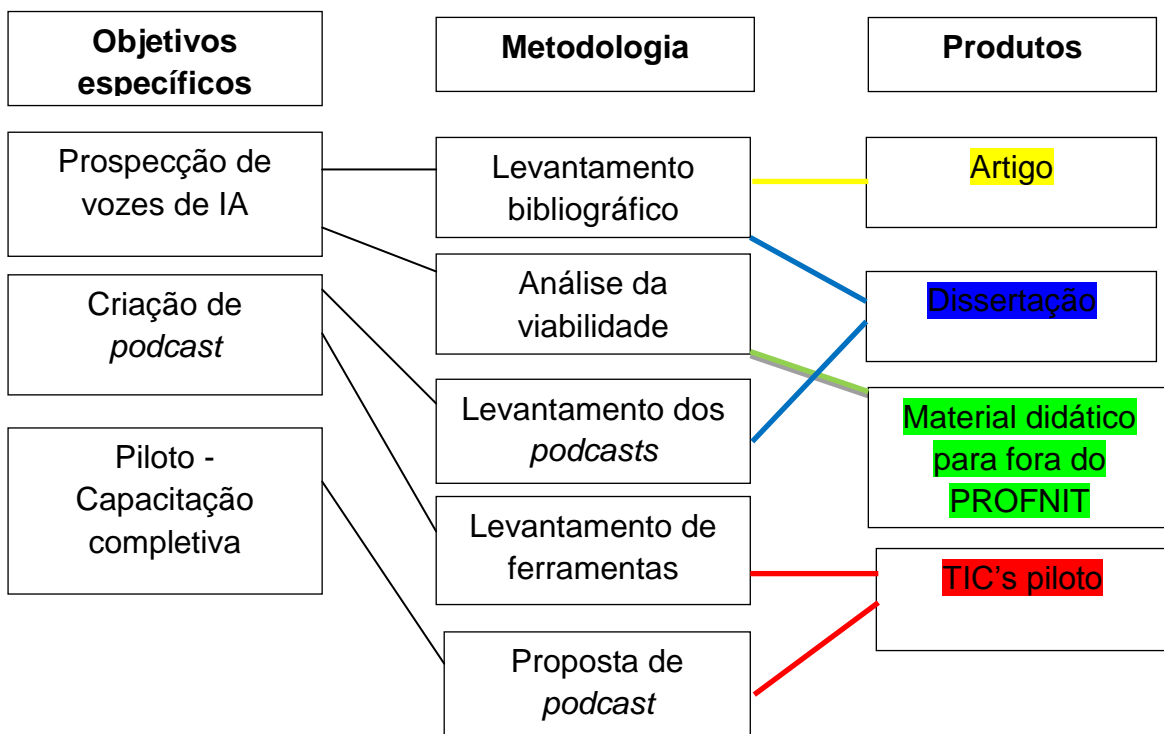 Objetivos
específicos
Metodologia
Produtos
Prospecção de
vozes de IA
Levantamento
bibliográfico
Artigo
Criação de
podcast
Análise da
viabilidade
Dissertação
Levantamento dos
podcasts
Material didático
para fora do
PROFNIT
Piloto -
Capacitação
completiva
Levantamento de
ferramentas
TIC’s piloto
Proposta de
podcast